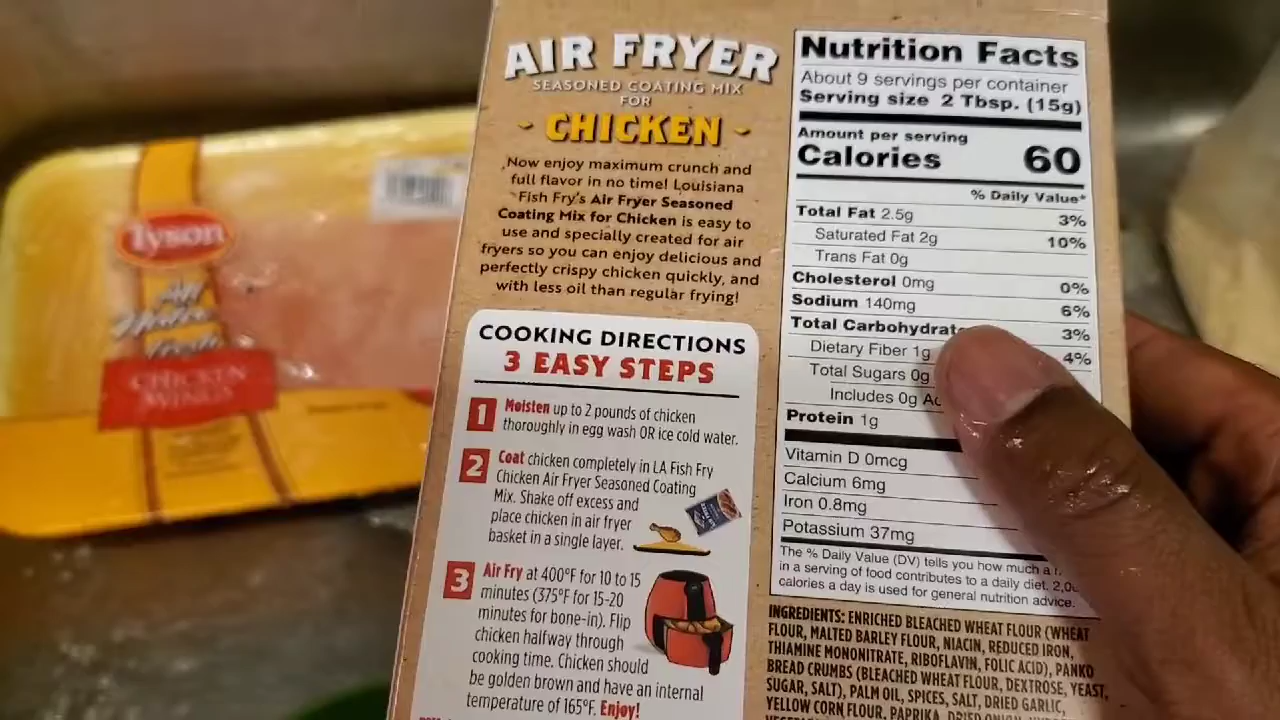 Tyson
All
CHICKEN
WINGS
AIR FRYER
SEASONED COATING MIX
FOR
~ CHICKEN ~
Now enjoy maximum crunch and
full flavor in no time! Louisiana
Fish Fry's Air Fryer Seasoned
Coating Mix for Chicken is easy to
use and specially created for air
fryers so you can enjoy delicious and
perfectly crispy chicken quickly, and
with less oil than regular frying!
COOKING DIRECTIONS
3 EASY STEPS
1 Moisten up to 2 pounds of chicken
thoroughly in egg wash OR ice cold water.
2 Coat chicken completely in LA Fish Fry
Chicken Air Fryer Seasoned Coating
Mix. Shake off excess and
place chicken in air fryer
basket in a single layer.
3 Air Fry at 400°F for 10 to 15
minutes (375°F for 15-20
minutes for bone-in). Flip
chicken halfway through
cooking time. Chicken should
be golden brown and have an internal
temperature of 165°F. Enjoy!
Nutrition Facts
About 9 servings per container
Serving size 2 Tbsp. (15g)
Amount per serving
Calories 60
% Daily Value*
Total Fat 2.5g 3%
Saturated Fat 2g 10%
Trans Fat 0g
Cholesterol 0mg 0%
Sodium 140mg 6%
Total Carbohydrate 3%
Dietary Fiber 1g 4%
Total Sugars 0g
Includes 0g
Protein 1g
Vitamin D 0mcg
Calcium 6mg
Iron 0.8mg
Potassium 37mg
The % Daily Value (DV) tells you how much a
in a serving of food contributes to a daily diet.
calories a day is used for general nutrition advice.
INGREDIENTS: ENRICHED BLEACHED WHEAT FLOUR (WHEAT
FLOUR, MALTED BARLEY FLOUR, NIACIN, REDUCED IRON,
THIAMINE MONONITRATE, RIBOFLAVIN, FOLIC ACID), PANKO
BREAD CRUMBS (BLEACHED WHEAT FLOUR, DEXTROSE, YEAST,
SUGAR, SALT), PALM OIL, SPICES, SALT, DRIED GARLIC,
YELLOW CORN FLOUR, PAPRIKA, DRIED ONION,